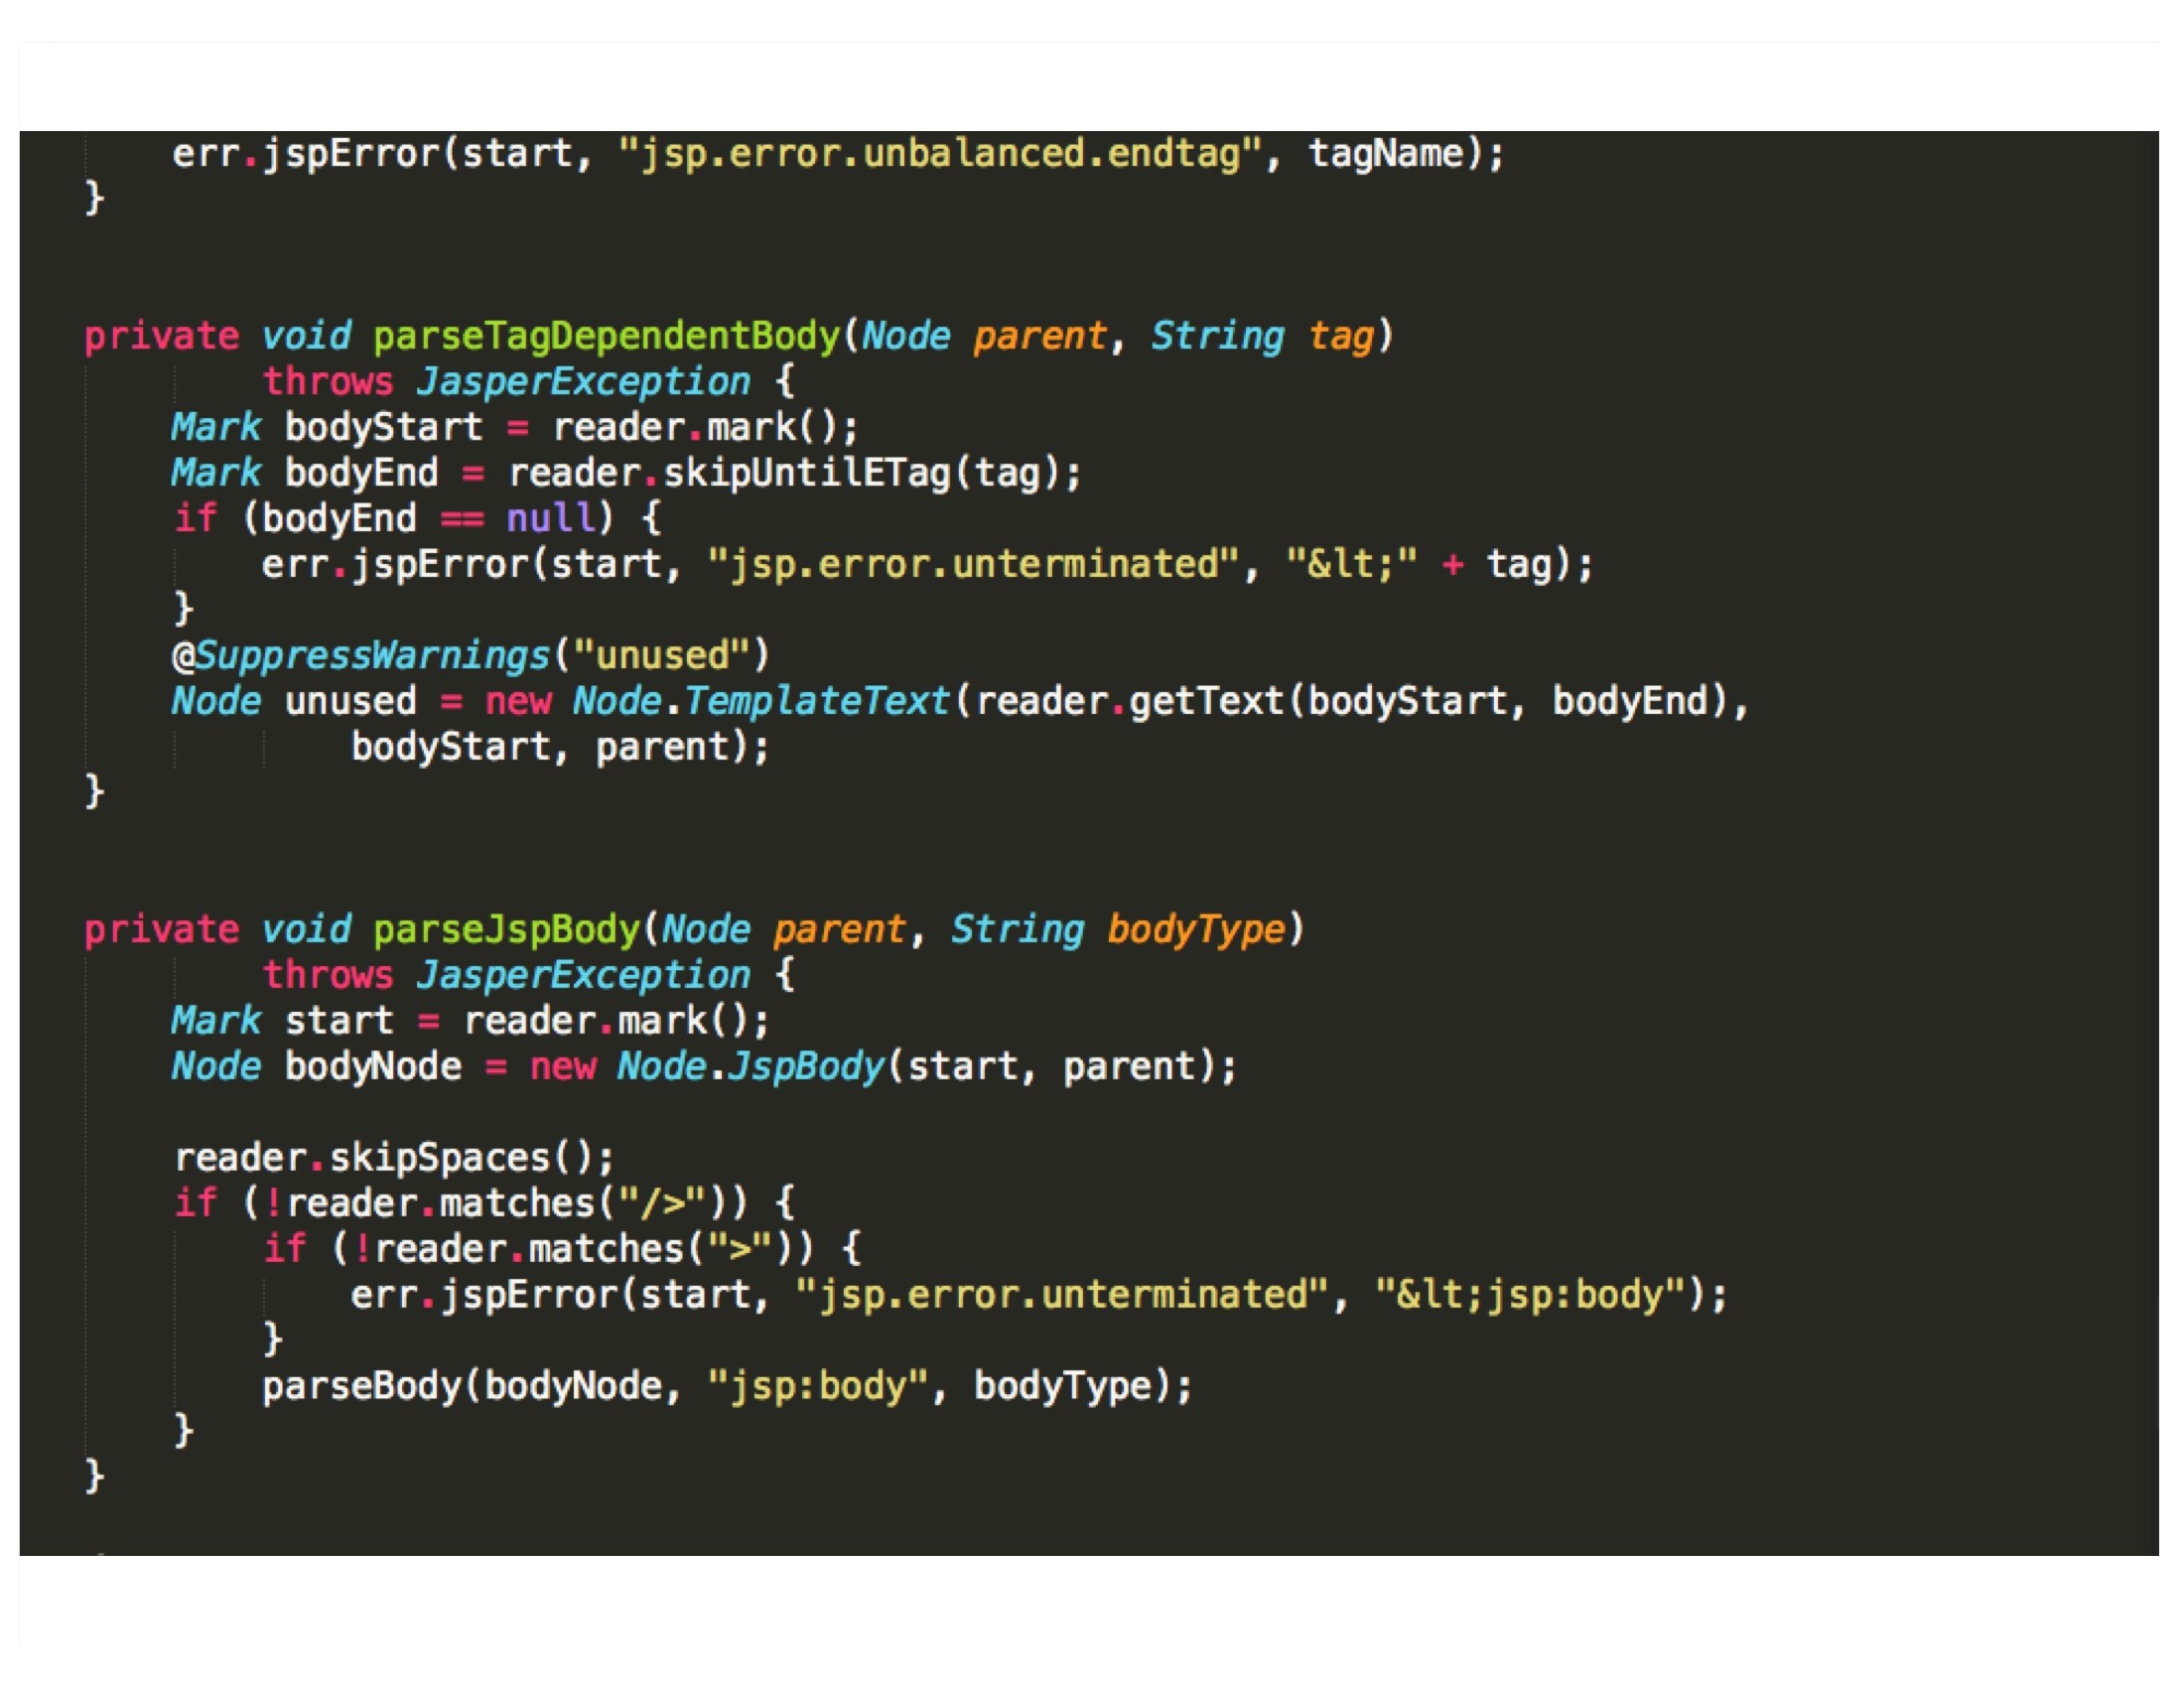 err.jspError(start, "jsp.error.unbalanced.endtag", tagName);
}
private void parseTagDependentBody(Node parent, String tag)
throws JasperException {
Mark bodyStart = reader.mark();
Mark bodyEnd = reader.skipUntilETag(tag);
if (bodyEnd == null) {
err.jspError(start, "jsp.error.unterminated", "&lt;" + tag);
}
@SuppressWarnings("unused")
Node unused = new Node.TemplateText(reader.getText(bodyStart, bodyEnd),
bodyStart, parent);
}
private void parseJspBody(Node parent, String bodyType)
throws JasperException {
Mark start = reader.mark();
Node bodyNode = new Node.JspBody(start, parent);
reader.skipSpaces();
if (!reader.matches("/>")) {
if (!reader.matches(">")) {
err.jspError(start, "jsp.error.unterminated", "&lt;jsp:body");
}
parseBody(bodyNode, "jsp:body", bodyType);
}
}